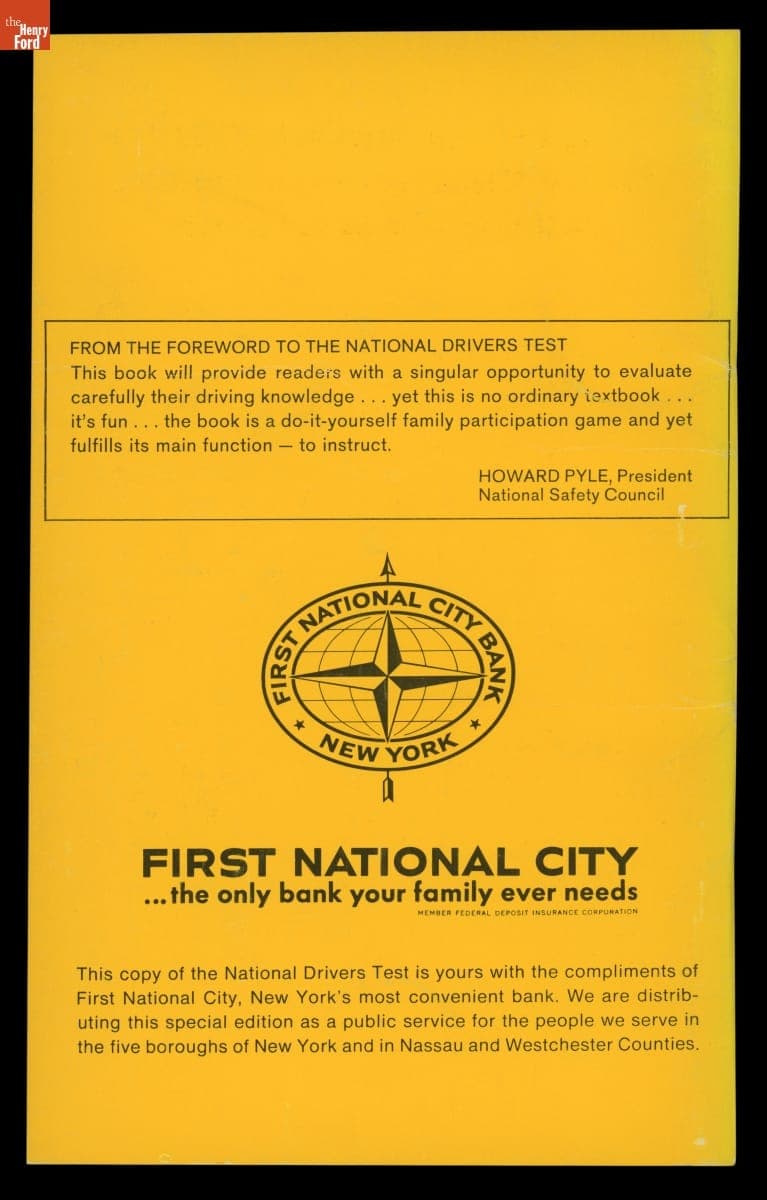 the
Henry
Ford
FROM THE FOREWORD TO THE NATIONAL DRIVERS TEST
This book will provide readers with a singular opportunity to evaluate
carefully their driving knowledge . . . yet this is no ordinary textbook . . .
it's fun . . . the book is a do-it-yourself family participation game and yet
fulfills its main function — to instruct.
HOWARD PYLE, President
National Safety Council
FIRST NATIONAL CITY BANK
NEW YORK
FIRST NATIONAL CITY
...the only bank your family ever needs
MEMBER FEDERAL DEPOSIT INSURANCE CORPORATION
This copy of the National Drivers Test is yours with the compliments of
First National City, New York's most convenient bank. We are distrib-
uting this special edition as a public service for the people we serve in
the five boroughs of New York and in Nassau and Westchester Counties.